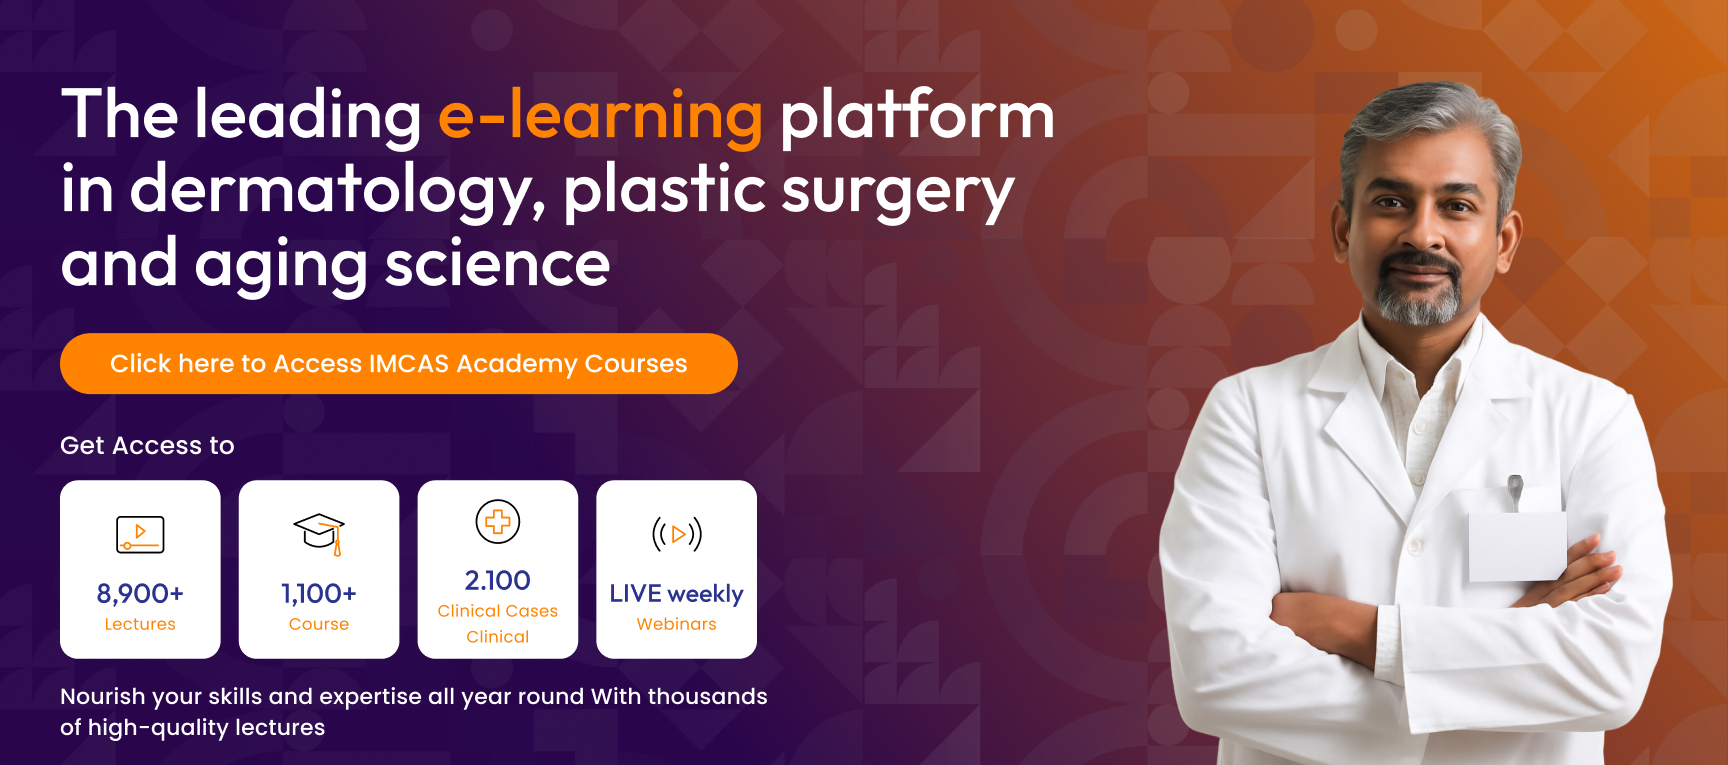 The leading e-learning platform
in dermatology, plastic surgery
and aging science
Click here to Access IMCAS Academy Courses
Get Access to
8,900+
Lectures
1,100+
Course
2.100
Clinical Cases
Clinical
LIVE weekly
Webinars
Nourish your skills and expertise all year round With thousands
of high-quality lectures